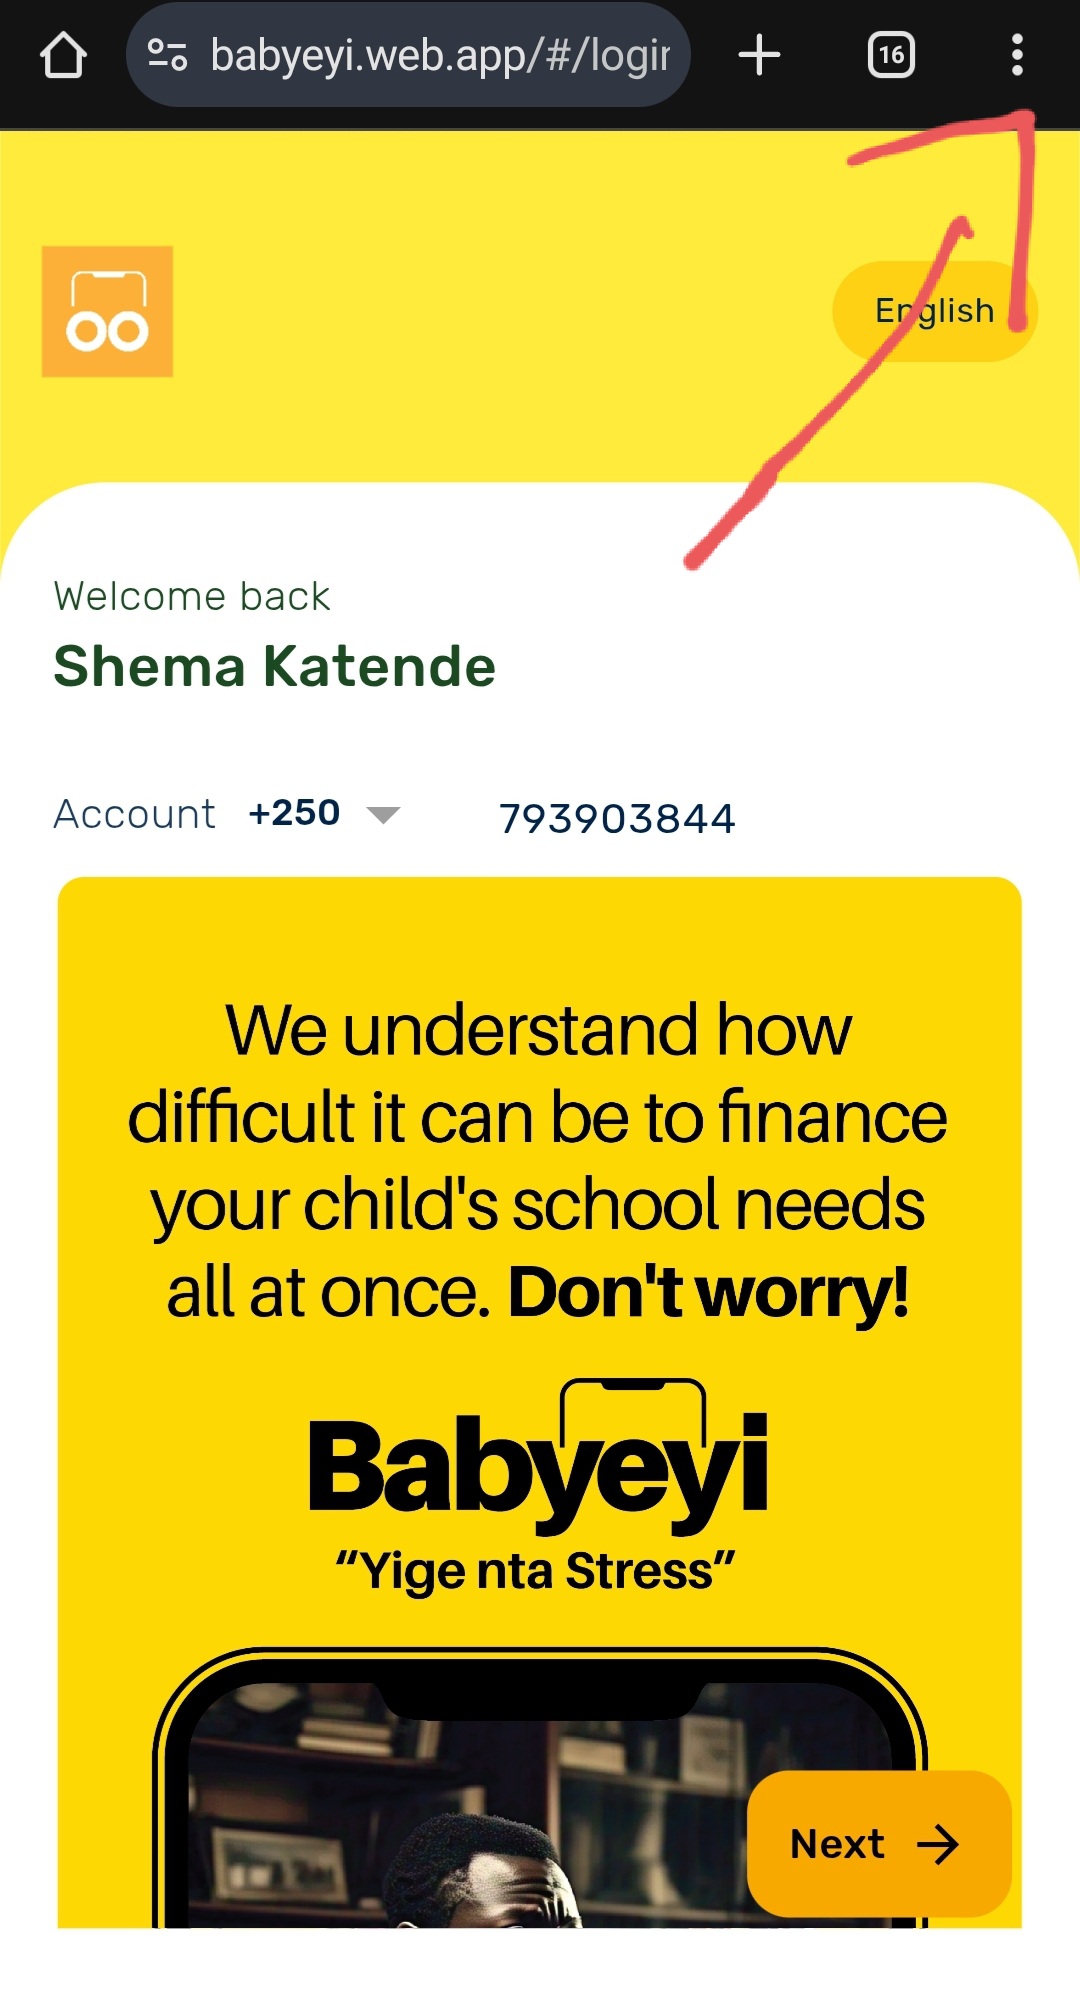 babyeyi.web.app/#/login
16
English
Welcome back
Shema Katende
Account +250 793903844
We understand how
difficult it can be to finance
your child's school needs
all at once. Don't worry!
Babyeyi
“Yige nta Stress”
Next